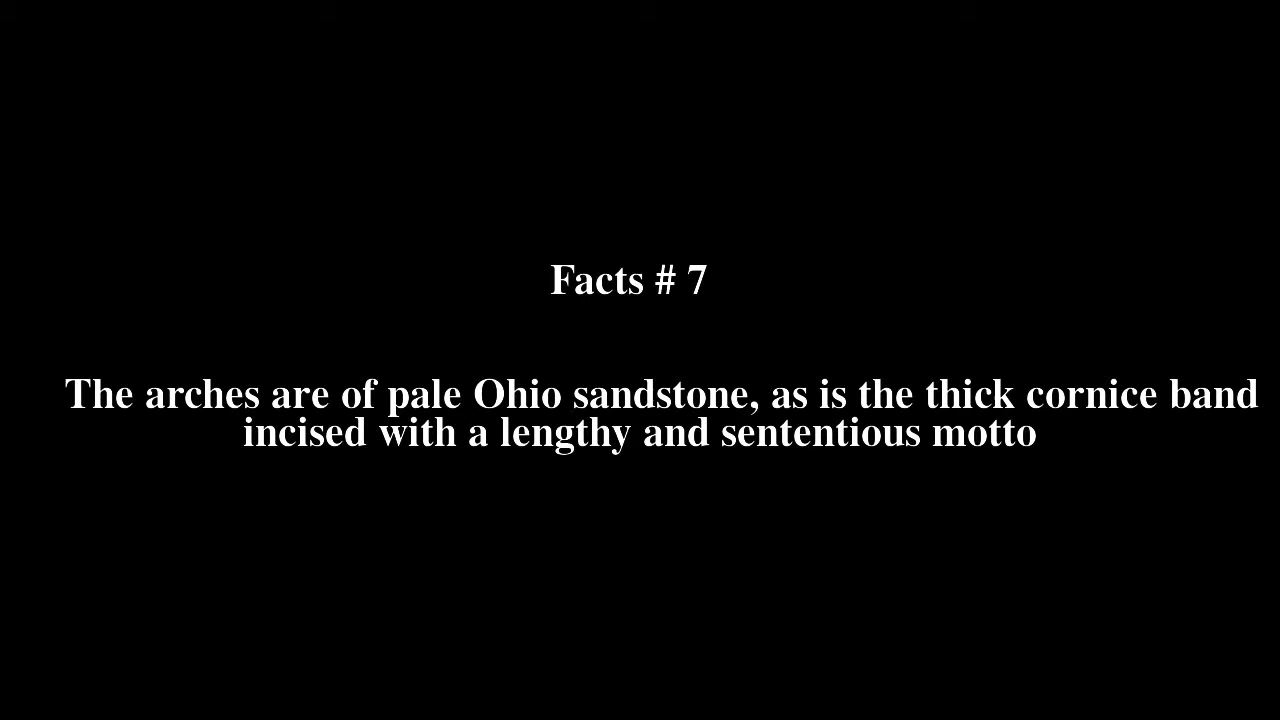 Facts # 7
The arches are of pale Ohio sandstone, as is the thick cornice band
incised with a lengthy and sententious motto